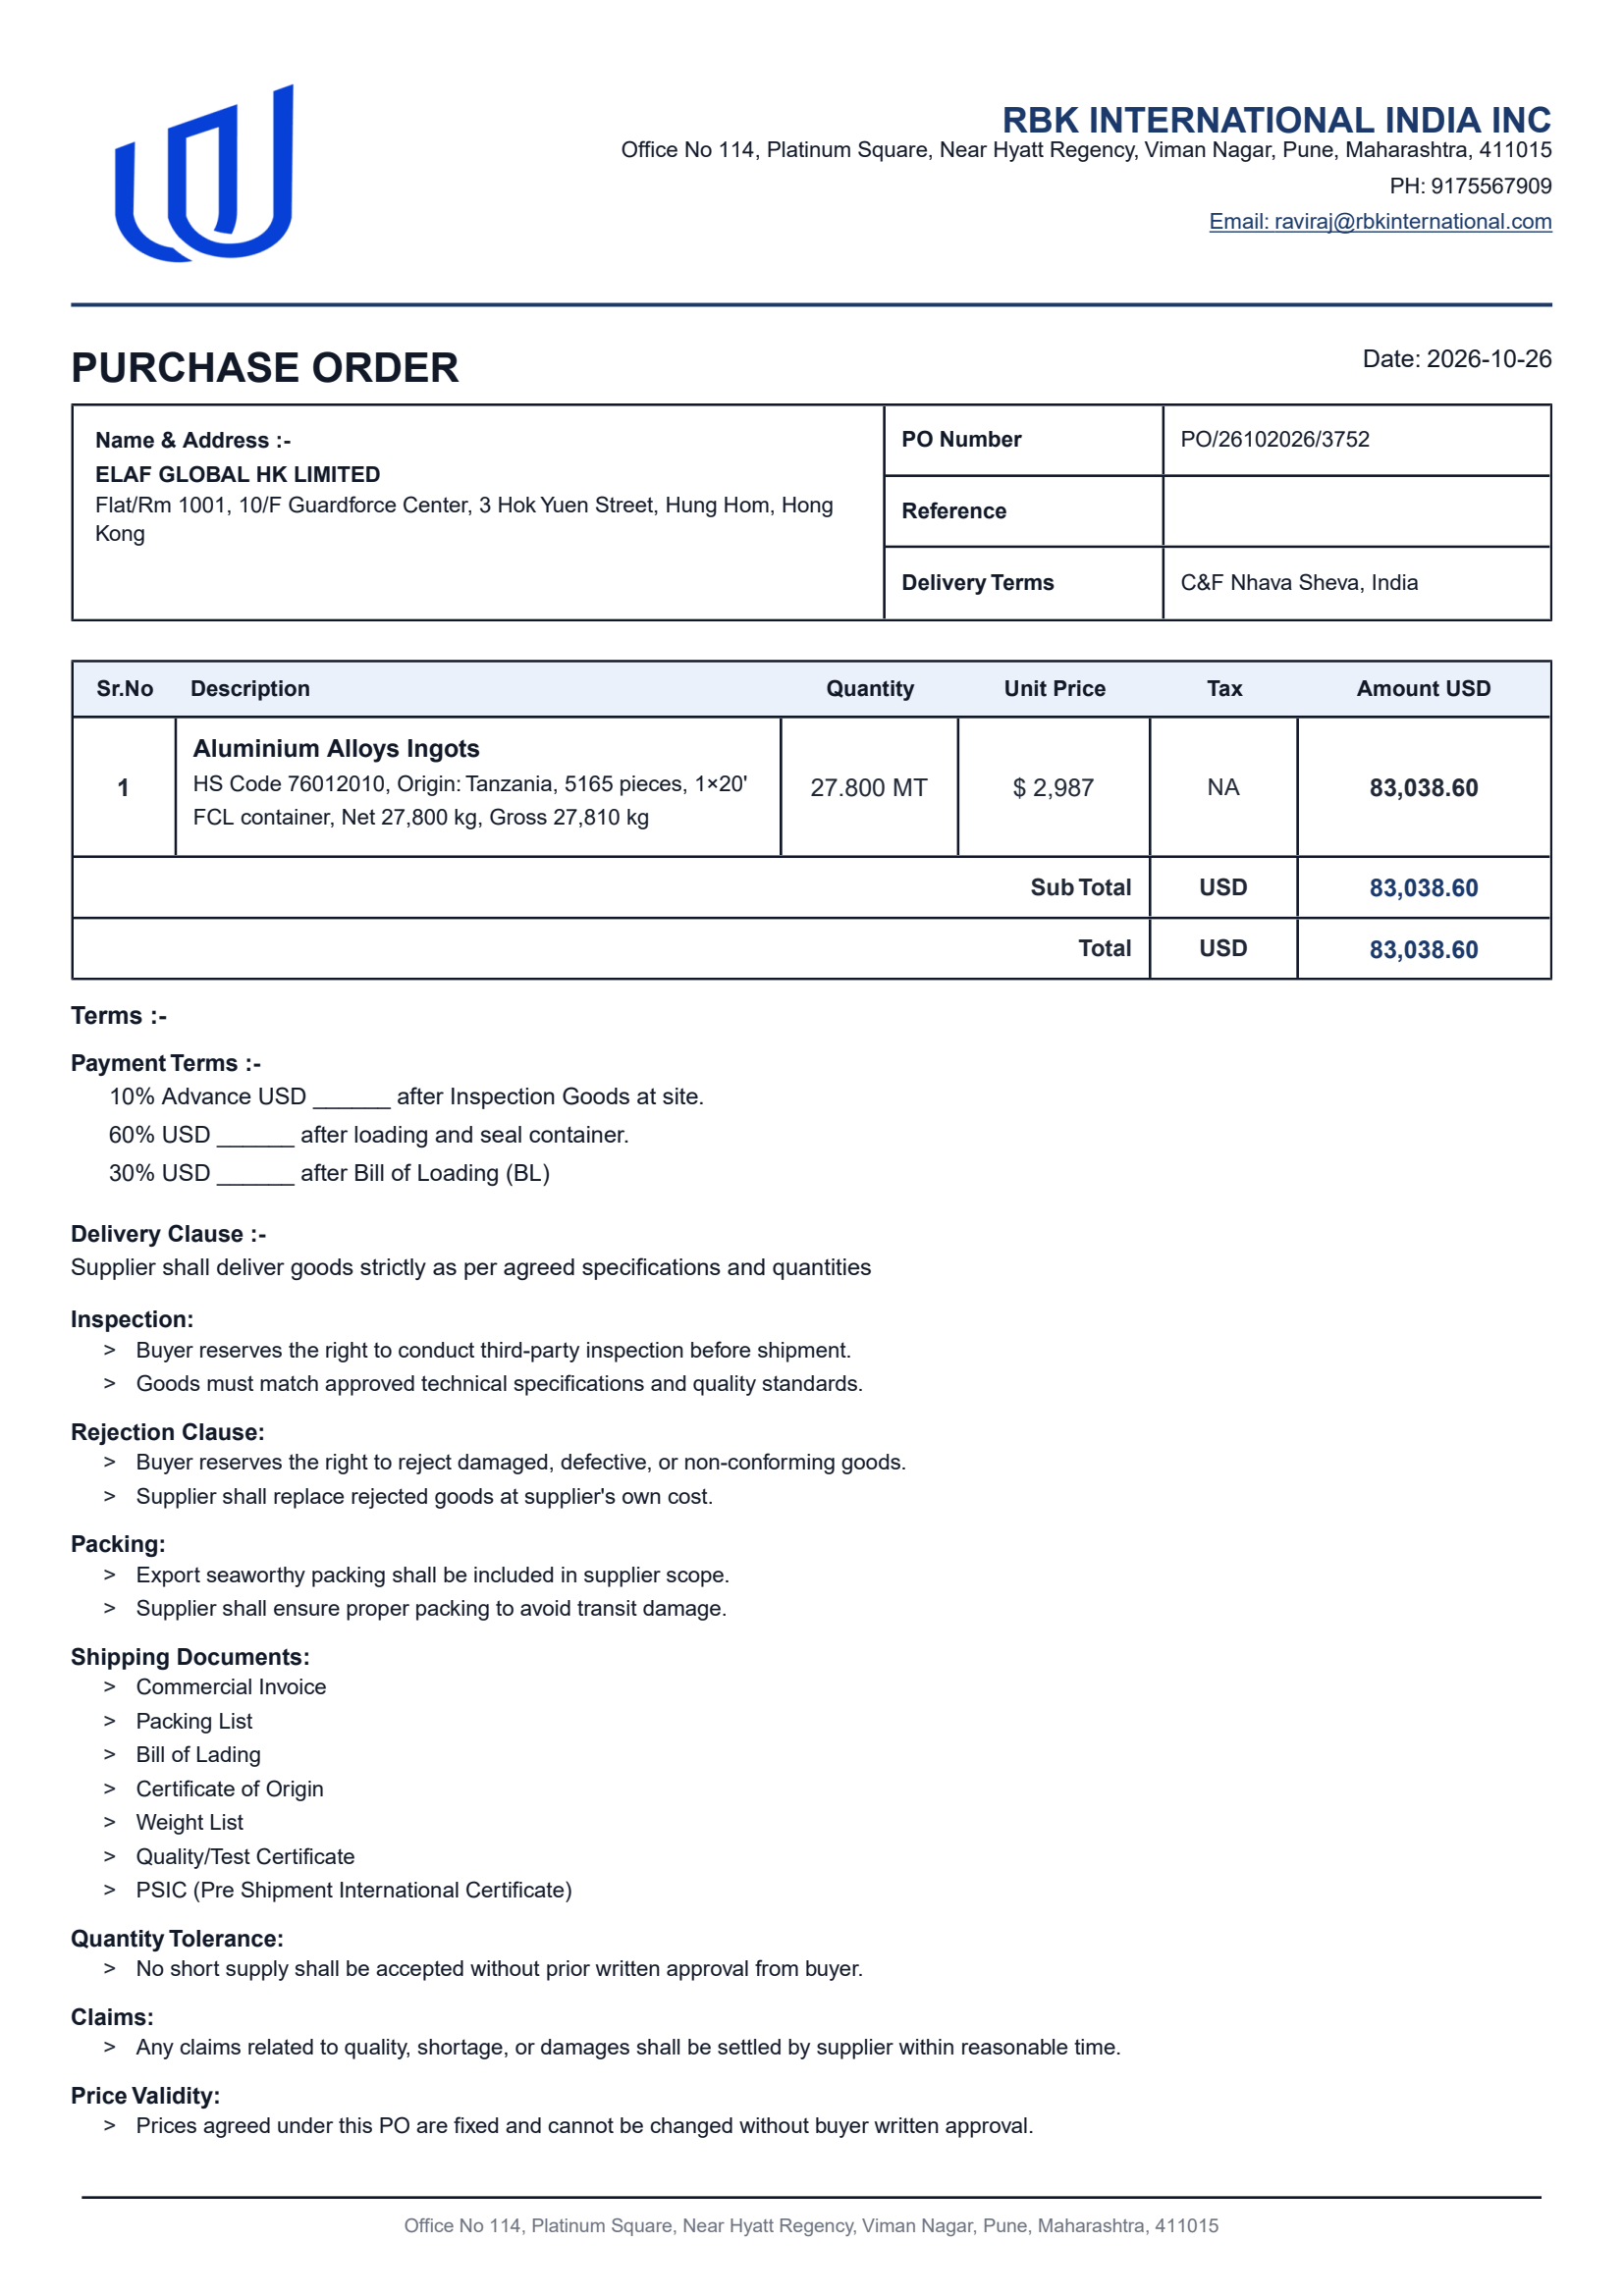 RBK INTERNATIONAL INDIA INC
Office No 114, Platinum Square, Near Hyatt Regency, Viman Nagar, Pune, Maharashtra, 411015
PH: 9175567909
Email: raviraj@rbkinternational.com
PURCHASE ORDER
Date: 2026-10-26
Name & Address :-
ELAF GLOBAL HK LIMITED
Flat/Rm 1001, 10/F Guardforce Center, 3 Hok Yuen Street, Hung Hom, Hong
Kong
PO Number PO/26102026/3752
Reference
Delivery Terms C&F Nhava Sheva, India
Sr.No Description Quantity Unit Price Tax Amount USD
Aluminium Alloys Ingots
1 HS Code 76012010, Origin: Tanzania, 5165 pieces, 1×20' 27.800 MT $ 2,987 NA 83,038.60
FCL container, Net 27,800 kg, Gross 27,810 kg
Sub Total USD 83,038.60
Total USD 83,038.60
Terms :-
Payment Terms :-
10% Advance USD ______ after Inspection Goods at site.
60% USD ______ after loading and seal container.
30% USD ______ after Bill of Loading (BL)
Delivery Clause :-
Supplier shall deliver goods strictly as per agreed specifications and quantities
Inspection:
> Buyer reserves the right to conduct third-party inspection before shipment.
> Goods must match approved technical specifications and quality standards.
Rejection Clause:
> Buyer reserves the right to reject damaged, defective, or non-conforming goods.
> Supplier shall replace rejected goods at supplier's own cost.
Packing:
> Export seaworthy packing shall be included in supplier scope.
> Supplier shall ensure proper packing to avoid transit damage.
Shipping Documents:
> Commercial Invoice
> Packing List
> Bill of Lading
> Certificate of Origin
> Weight List
> Quality/Test Certificate
> PSIC (Pre Shipment International Certificate)
Quantity Tolerance:
> No short supply shall be accepted without prior written approval from buyer.
Claims:
> Any claims related to quality, shortage, or damages shall be settled by supplier within reasonable time.
Price Validity:
> Prices agreed under this PO are fixed and cannot be changed without buyer written approval.
Office No 114, Platinum Square, Near Hyatt Regency, Viman Nagar, Pune, Maharashtra, 411015